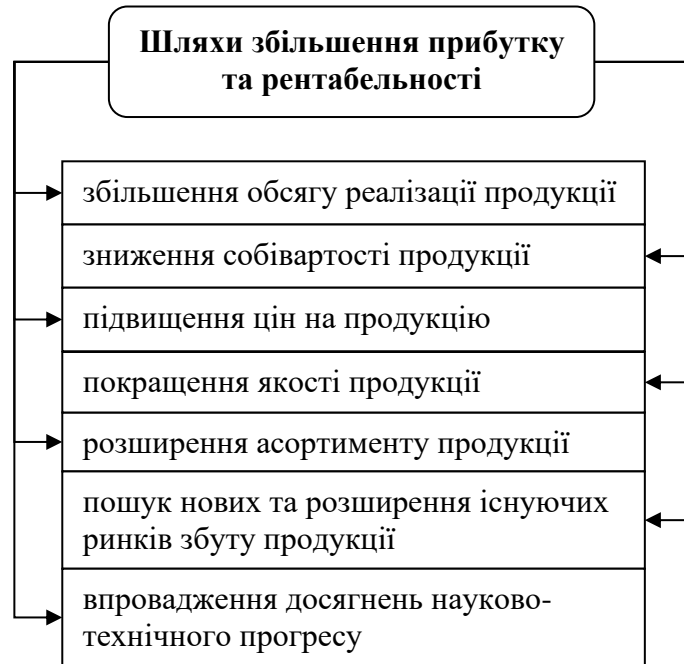 Шляхи збільшення прибутку
та рентабельності
збільшення обсягу реалізації продукції
зниження собівартості продукції
підвищення цін на продукцію
покращення якості продукції
розширення асортименту продукції
пошук нових та розширення існуючих
ринків збуту продукції
впровадження досягнень науково-
технічного прогресу